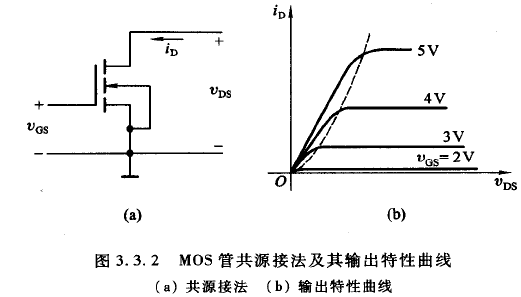 i_D
+
v_DS
−
+
v_GS
−
(a)
i_D
5 V
4 V
3 V
v_GS = 2 V
O
v_DS
(b)
图 3.3.2 MOS 管共源接法及其输出特性曲线
(a) 共源接法 (b) 输出特性曲线